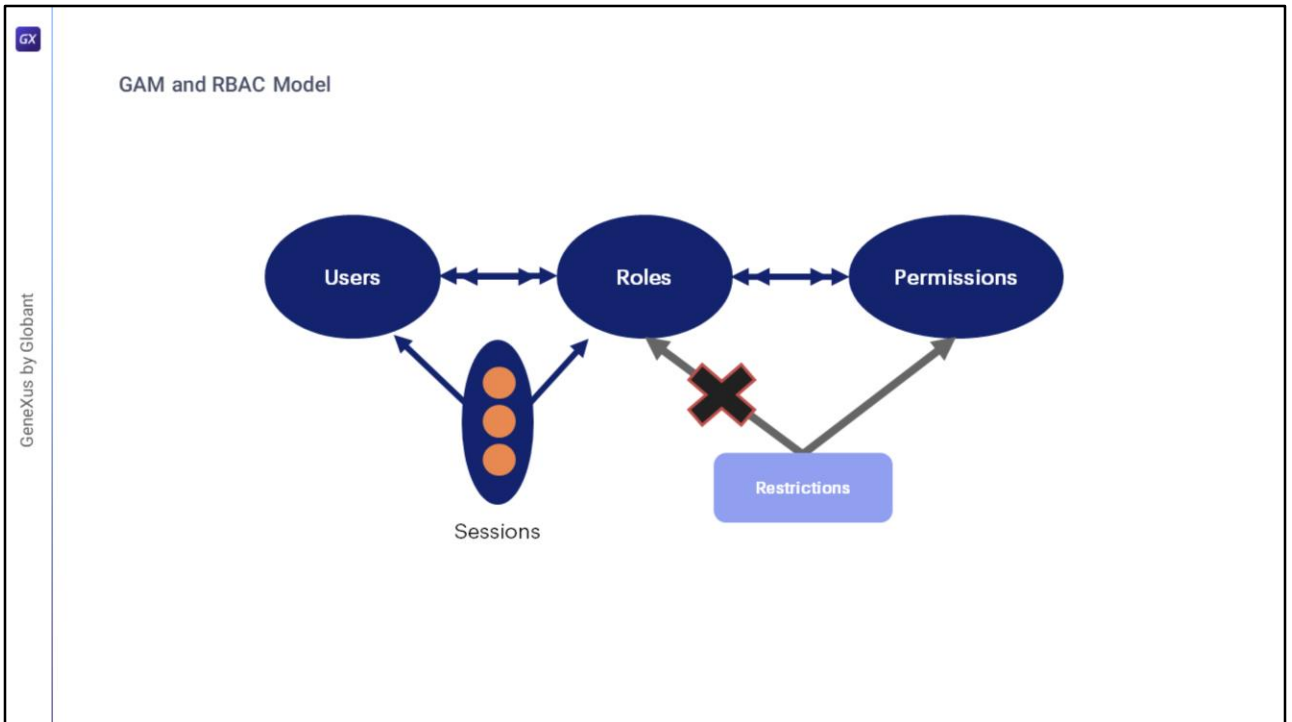 GX
GAM and RBAC Model
Users
Roles
Permissions
Restrictions
Sessions
GeneXus by Globant